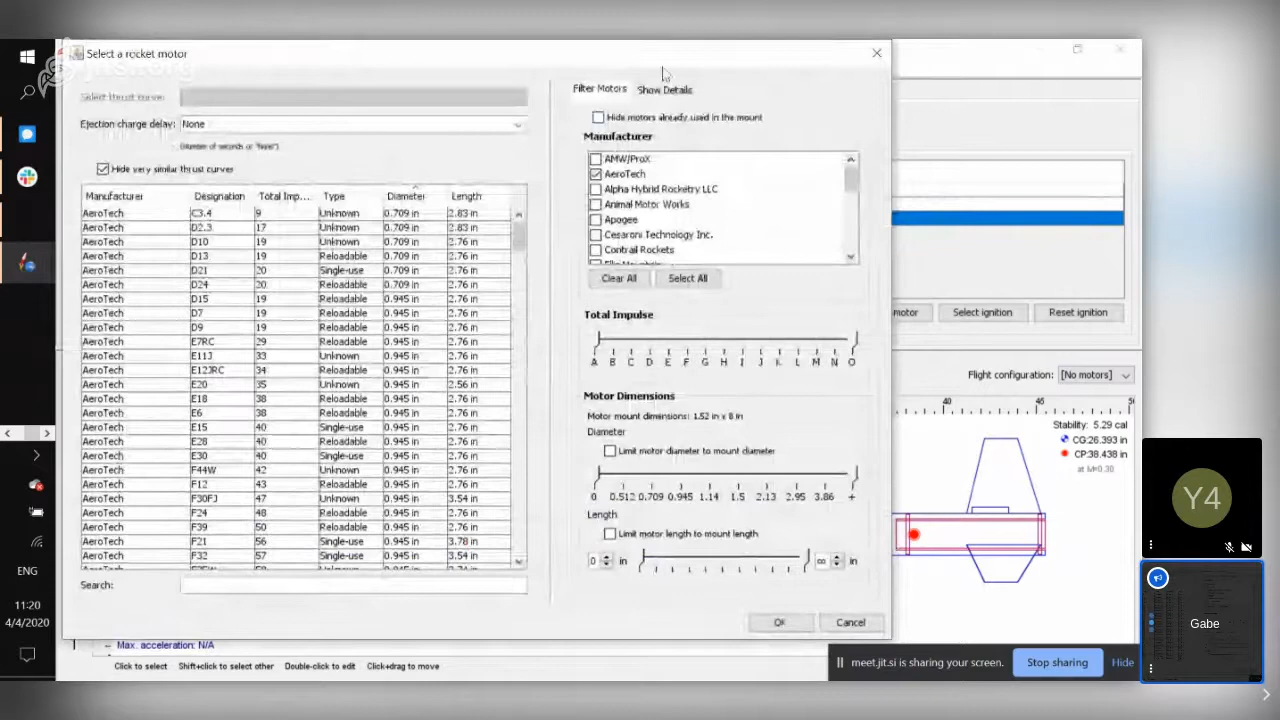 Select a rocket motor
jitsi.org
Select thrust curve:
Ejection charge delay: None
(Number of seconds or "None")
Hide very similar thrust curves
Manufacturer Designation Total Imp... Type Diameter Length
AeroTech C3.4 9 Unknown 0.709 in 2.83 in
AeroTech D2.3 17 Unknown 0.709 in 2.83 in
AeroTech D10 19 Unknown 0.709 in 2.76 in
AeroTech D13 19 Reloadable 0.709 in 2.76 in
AeroTech D21 20 Single-use 0.709 in 2.76 in
AeroTech D24 20 Reloadable 0.709 in 2.76 in
AeroTech D15 19 Reloadable 0.945 in 2.76 in
AeroTech D7 19 Reloadable 0.945 in 2.76 in
AeroTech D9 19 Reloadable 0.945 in 2.76 in
AeroTech E7RC 29 Reloadable 0.945 in 2.76 in
AeroTech E11J 33 Unknown 0.945 in 2.76 in
AeroTech E12JRC 34 Reloadable 0.945 in 2.76 in
AeroTech E20 35 Unknown 0.945 in 2.56 in
AeroTech E18 38 Reloadable 0.945 in 2.76 in
AeroTech E6 38 Reloadable 0.945 in 2.76 in
AeroTech E15 40 Single-use 0.945 in 2.76 in
AeroTech E28 40 Reloadable 0.945 in 2.76 in
AeroTech E30 40 Single-use 0.945 in 2.76 in
AeroTech F44W 42 Unknown 0.945 in 2.76 in
AeroTech F12 43 Reloadable 0.945 in 2.76 in
AeroTech F30FJ 47 Unknown 0.945 in 3.54 in
AeroTech F24 48 Reloadable 0.945 in 2.76 in
AeroTech F39 50 Reloadable 0.945 in 2.76 in
AeroTech F21 56 Single-use 0.945 in 3.78 in
AeroTech F32 57 Single-use 0.945 in 3.54 in
Search:
Filter Motors Show Details
Hide motors already used in the mount
Manufacturer
AMW/ProX
AeroTech
Alpha Hybrid Rocketry LLC
Animal Motor Works
Apogee
Cesaroni Technology Inc.
Contrail Rockets
Clear All Select All
Total Impulse
A B C D E F G H I J K L M N O
Motor Dimensions
Motor mount dimensions: 1.52 in x 8 in
Diameter
Limit motor diameter to mount diameter
0 0.512 0.709 0.945 1.14 1.5 2.13 2.95 3.86 +
Length
Limit motor length to mount length
0 in ∞ in
OK Cancel
motor Select ignition Reset ignition
Flight configuration: [No motors]
40 45 5
Stability: 5.29 cal
CG:26.393 in
CP:38.438 in
at M=0.30
Max. acceleration: N/A
Click to select Shift+click to select other Double-click to edit Click+drag to move
meet.jit.si is sharing your screen. Stop sharing Hide
Y4
Gabe
ENG
11:20
4/4/2020